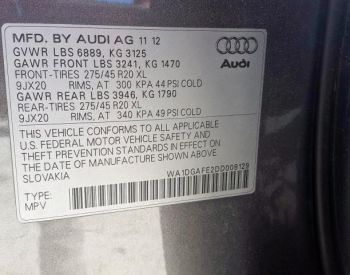 MFD. BY AUDI AG 11 12
GVWR LBS 6889, KG 3125
GAWR FRONT LBS 3241, KG 1470
FRONT-TIRES 275/45 R20 XL
9JX20 RIMS, AT 300 KPA 44 PSI COLD
GAWR REAR LBS 3946, KG 1790
REAR-TIRES 275/45 R20 XL
9JX20 RIMS, AT 340 KPA 49 PSI COLD
Audi
THIS VEHICLE CONFORMS TO ALL APPLICABLE
U.S. FEDERAL MOTOR VEHICLE SAFETY AND
THEFT PREVENTION STANDARDS IN EFFECT ON
THE DATE OF MANUFACTURE SHOWN ABOVE.
SLOVAKIA
WA1DGAFE2DD009129
TYPE:
MPV